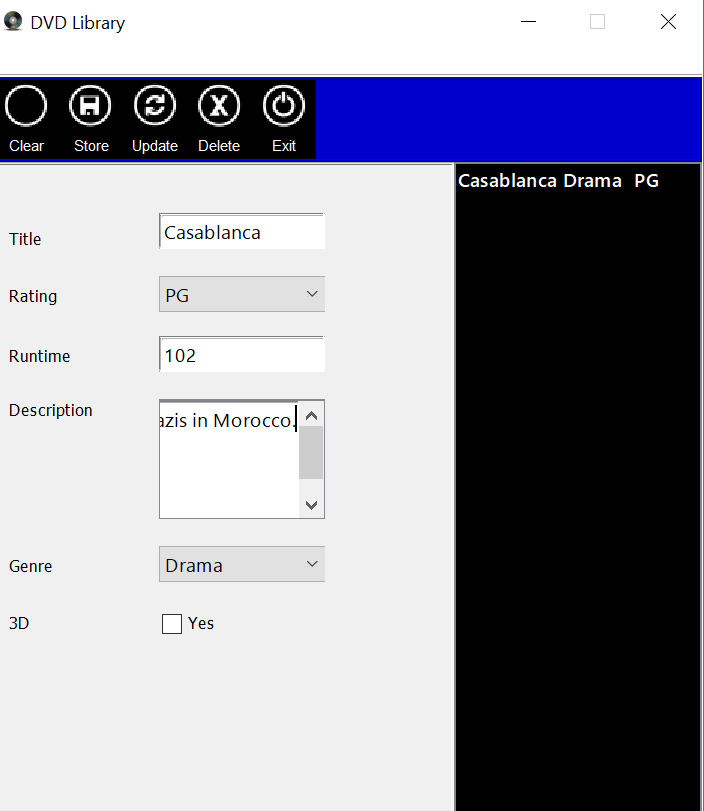 DVD Library
Clear Store Update Delete Exit
Casablanca Drama PG
Title Casablanca
Rating PG
Runtime 102
Description
in Morocco.
Genre Drama
3D Yes